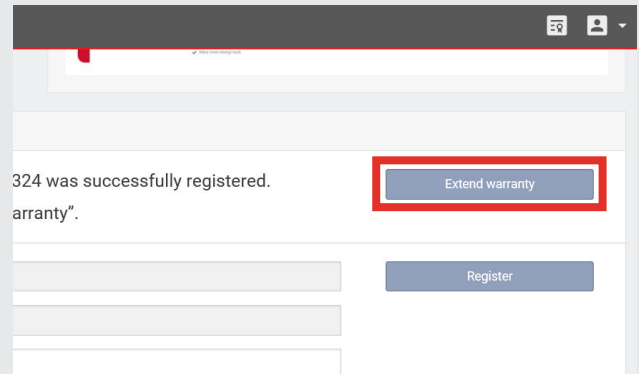 324 was successfully registered.
Extend warranty
arranty”.
Register